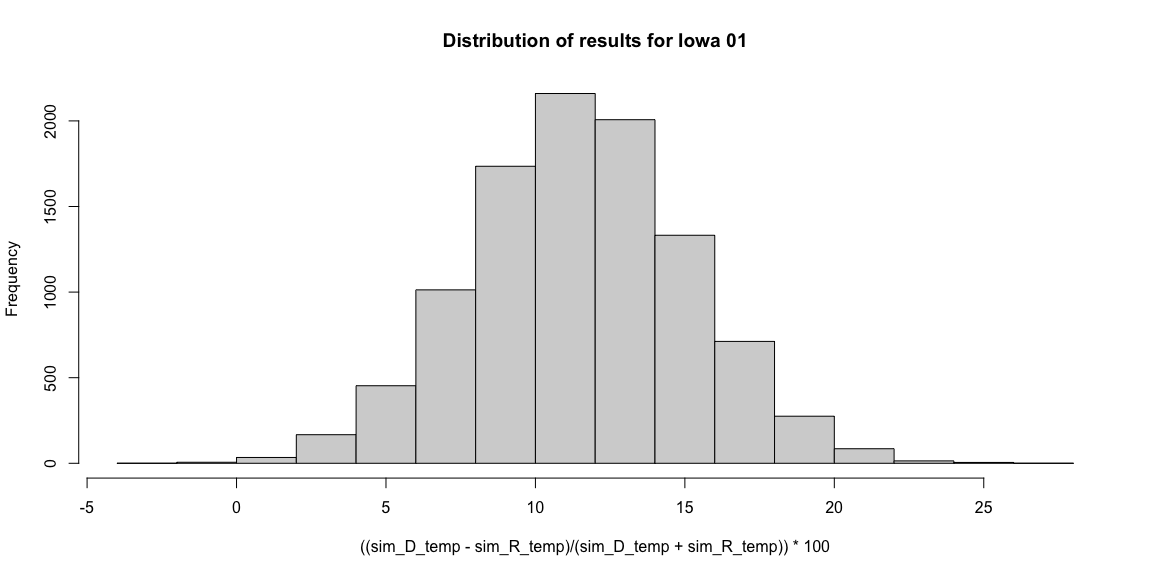 Distribution of results for Iowa 01
Frequency
2000
1500
1000
500
0
-5 0 5 10 15 20 25
((sim_D_temp - sim_R_temp)/(sim_D_temp + sim_R_temp)) * 100